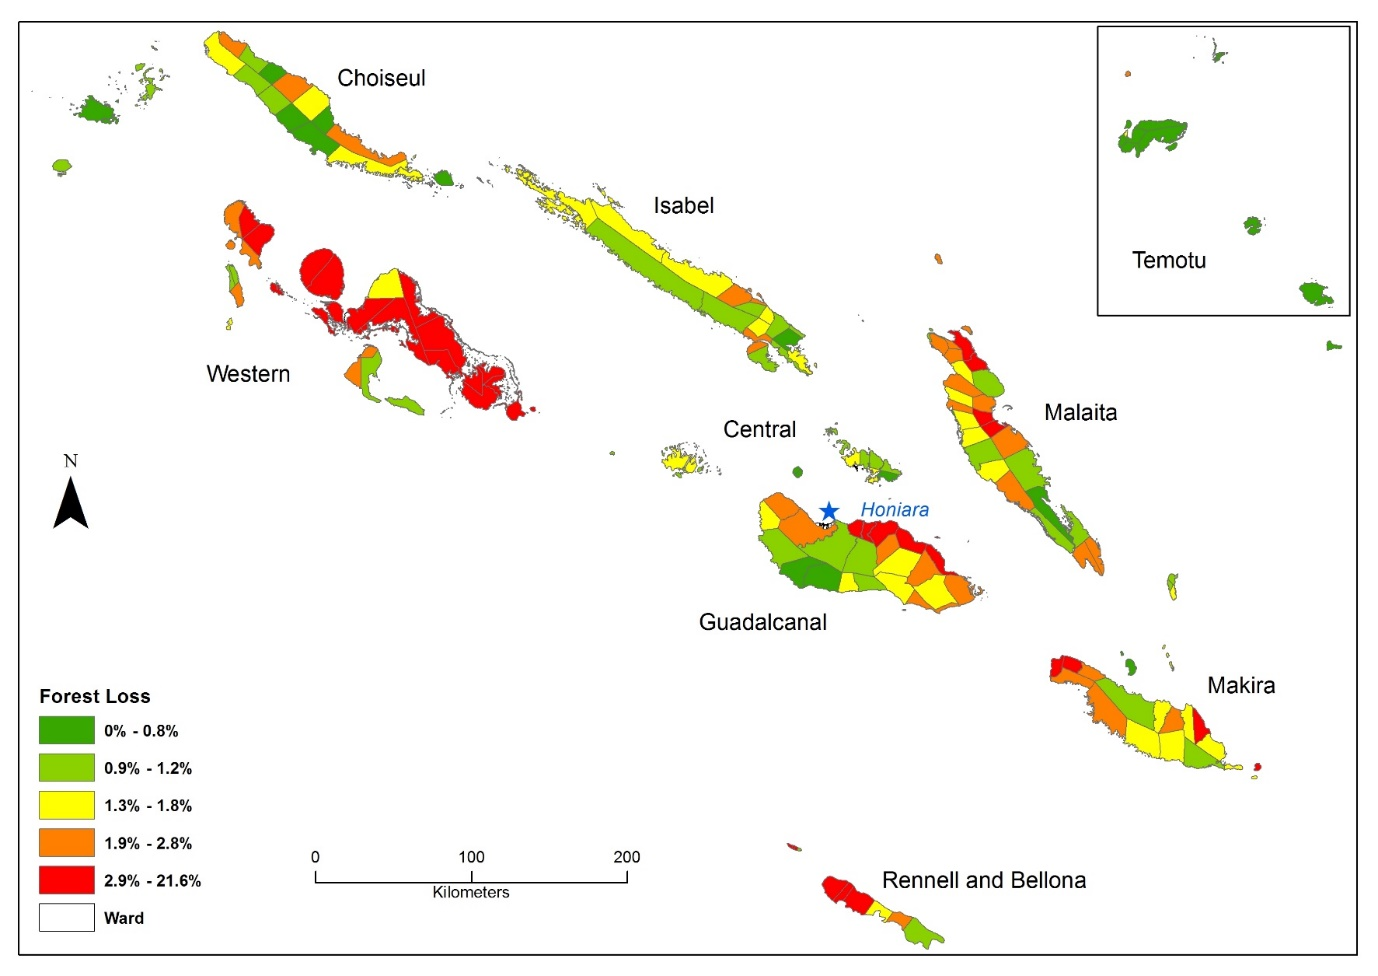 Choiseul
Isabel
Temotu
Western
Malaita
Central
Honiara
N
Guadalcanal
Makira
Forest Loss
0% - 0.8%
0.9% - 1.2%
1.3% - 1.8%
1.9% - 2.8%
2.9% - 21.6%
Ward
0 100 200
Kilometers
Rennell and Bellona